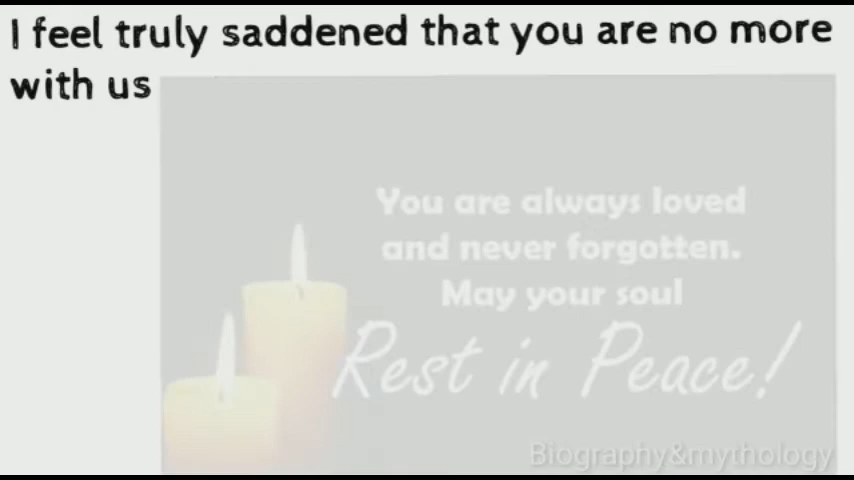 I feel truly saddened that you are no more
with us
You are always loved
and never forgotten.
May your soul
Rest in Peace!
Biography&mythology